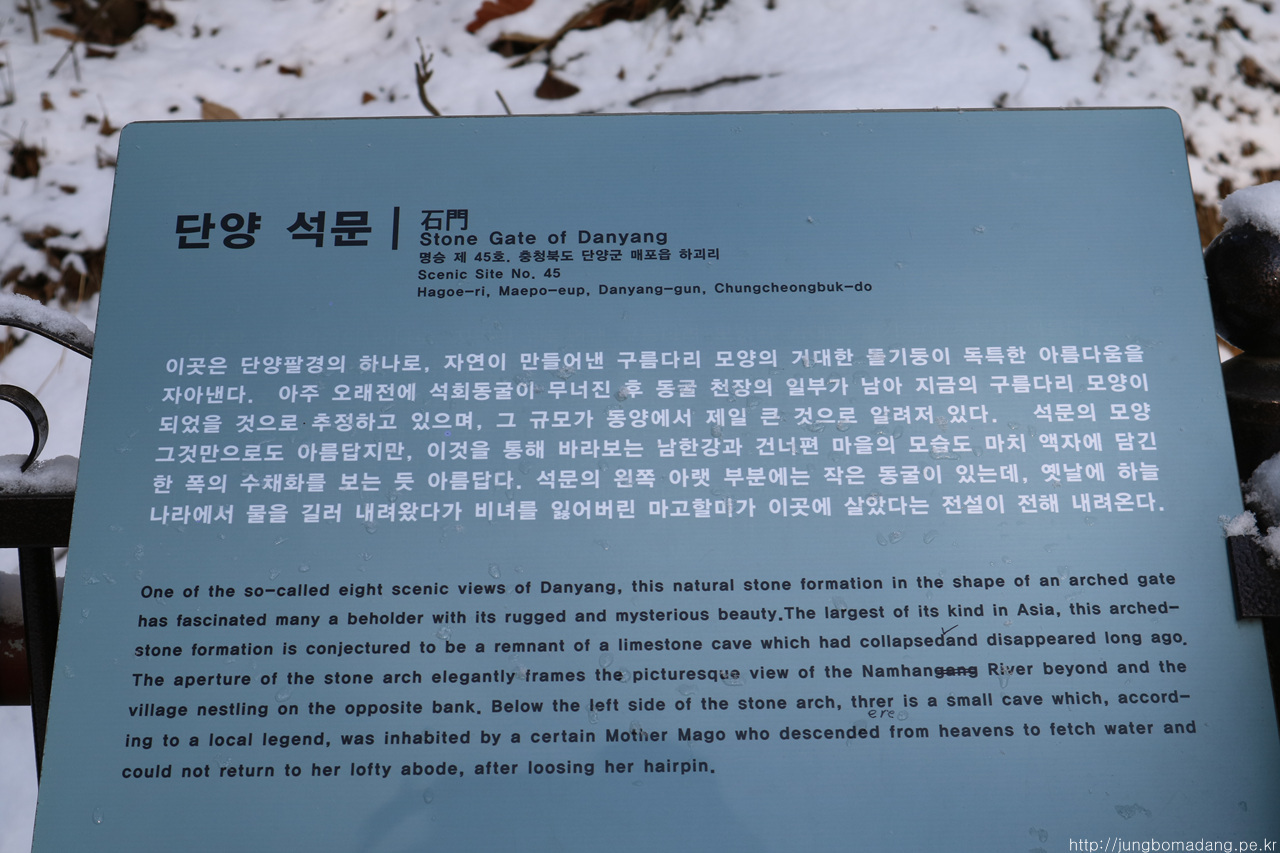 단양 석문
石門
Stone Gate of Danyang
명승 제 45호. 충청북도 단양군 매포읍 하괴리
Scenic Site No. 45
Hagoe-ri, Maepo-eup, Danyang-gun, Chungcheongbuk-do
이곳은 단양팔경의 하나로, 자연이 만들어낸 구름다리 모양의 거대한 돌기둥이 독특한 아름다움을
자아낸다. 아주 오래전에 석회동굴이 무너진 후 동굴 천장의 일부가 남아 지금의 구름다리 모양이
되었을 것으로 추정하고 있으며, 그 규모가 동양에서 제일 큰 것으로 알려져 있다. 석문의 모양
그것만으로도 아름답지만, 이것을 통해 바라보는 남한강과 건너편 마을의 모습도 마치 액자에 담긴
한 폭의 수채화를 보는 듯 아름답다. 석문의 왼쪽 아랫 부분에는 작은 동굴이 있는데, 옛날에 하늘
나라에서 물을 길러 내려왔다가 비녀를 잃어버린 마고할미가 이곳에 살았다는 전설이 전해 내려온다.
One of the so-called eight scenic views of Danyang, this natural stone formation in the shape of an arched gate
has fascinated many a beholder with its rugged and mysterious beauty.The largest of its kind in Asia, this arched-
stone formation is conjectured to be a remnant of a limestone cave which had collapsedand disappeared long ago.
The aperture of the stone arch elegantly frames the picturesque view of the Namhangang River beyond and the
village nestling on the opposite bank. Below the left side of the stone arch, threr is a small cave which, accord-
ere
ing to a local legend, was inhabited by a certain Mother Mago who descended from heavens to fetch water and
could not return to her lofty abode, after loosing her hairpin.
http://jungbomadang.pe.kr